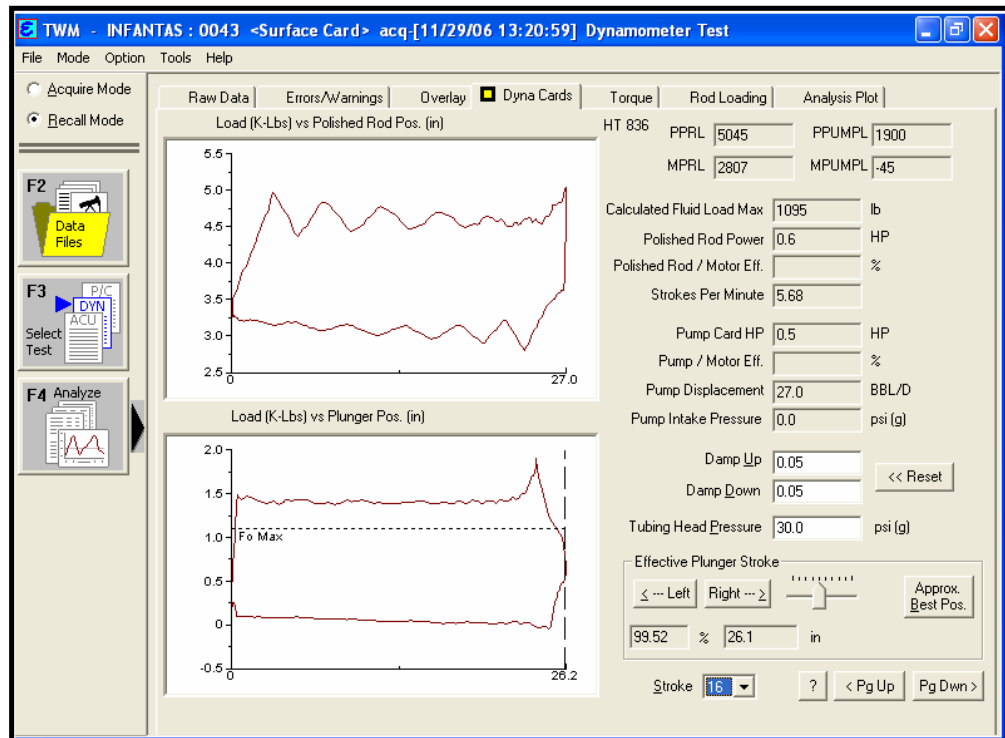 TWM - INFANTAS : 0043 <Surface Card> acq-[11/29/06 13:20:59] Dynamometer Test
File Mode Option Tools Help
Acquire Mode
Recall Mode
F2
Data
Files
F3
P/C
DYN
ACU
Select
Test
F4 Analyze
Raw Data Errors/Warnings Overlay Dyna Cards Torque Rod Loading Analysis Plot
Load (K-Lbs) vs Polished Rod Pos. (in)
5.5
5.0
4.5
4.0
3.5
3.0
2.5
0 27.0
Load (K-Lbs) vs Plunger Pos. (in)
2.0
1.5
1.0
Fo Max
0.5
0
-0.5
0 26.2
HT 836
PPRL 5045 PPUMPL 1900
MPRL 2807 MPUMPL -45
Calculated Fluid Load Max 1095 lb
Polished Rod Power 0.6 HP
Polished Rod / Motor Eff. %
Strokes Per Minute 5.68
Pump Card HP 0.5 HP
Pump / Motor Eff. %
Pump Displacement 27.0 BBL/D
Pump Intake Pressure 0.0 psi (g)
Damp Up 0.05
Damp Down 0.05
<< Reset
Tubing Head Pressure 30.0 psi (g)
Effective Plunger Stroke
< --- Left Right --- >
Approx.
Best Pos.
99.52 % 26.1 in
Stroke 16 ? < Pg Up Pg Dwn >